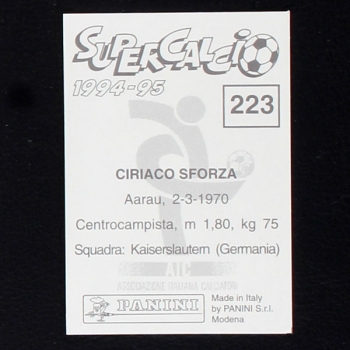 SUPERCALCIO
1994-95
223
CIRIACO SFORZA
Aarau, 2-3-1970
Centrocampista, m 1,80, kg 75
Squadra: Kaiserslautern (Germania)
AIC
ASSOCIAZIONE ITALIANA CALCIATORI
PANINI
Made in Italy
by PANINI S.r.l.
Modena